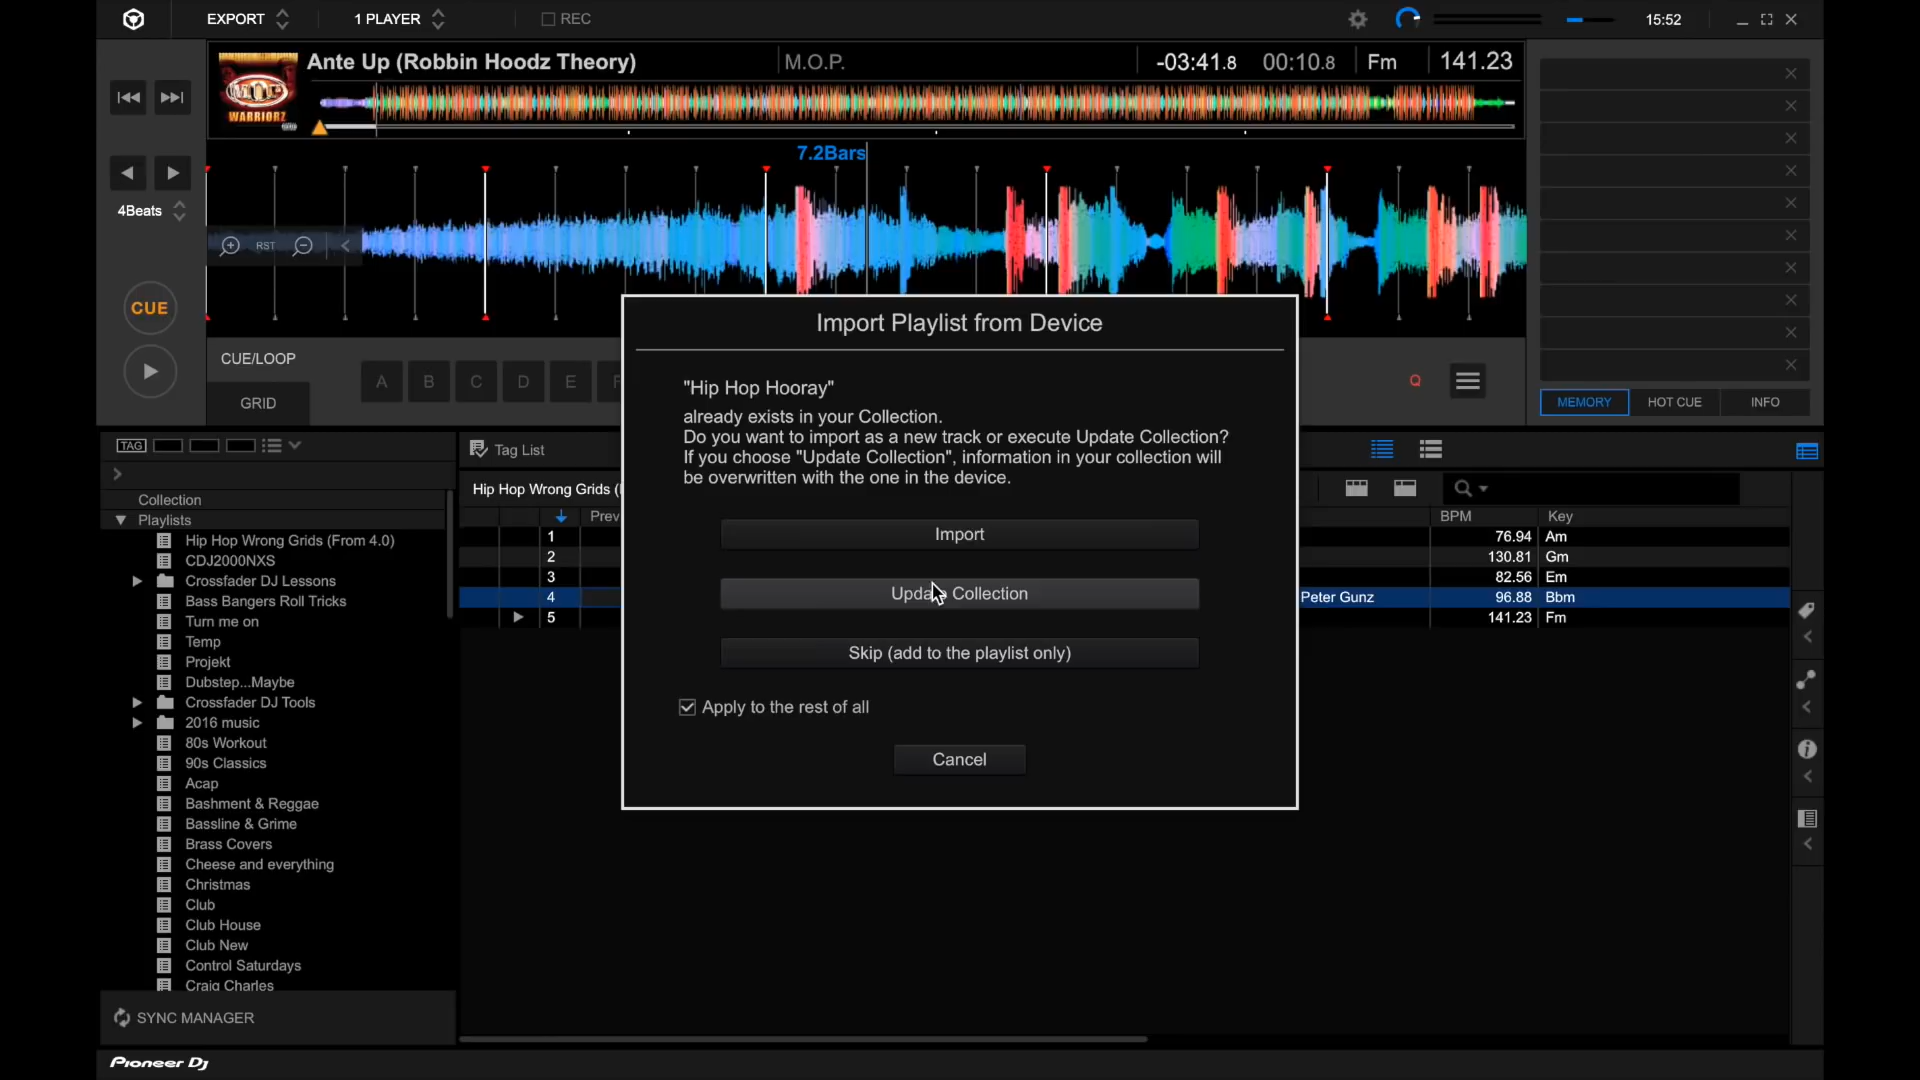 EXPORT
1 PLAYER
REC
15:52
Ante Up (Robbin Hoodz Theory)
M.O.P.
-03:41.8
00:10.8
Fm
141.23
M.O.P.
WARRIORZ
7.2Bars
4Beats
RST
CUE
CUE/LOOP
GRID
A
B
C
D
E
Q
MEMORY
HOT CUE
INFO
Import Playlist from Device
"Hip Hop Hooray"
already exists in your Collection.
Do you want to import as a new track or execute Update Collection?
If you choose "Update Collection", information in your collection will
be overwritten with the one in the device.
Import
Update Collection
Skip (add to the playlist only)
Apply to the rest of all
Cancel
TAG
Tag List
Collection
Playlists
Hip Hop Wrong Grids (From 4.0)
CDJ2000NXS
Crossfader DJ Lessons
Bass Bangers Roll Tricks
Turn me on
Temp
Projekt
Dubstep...Maybe
Crossfader DJ Tools
2016 music
80s Workout
90s Classics
Acap
Bashment & Reggae
Bassline & Grime
Brass Covers
Cheese and everything
Christmas
Club
Club House
Club New
Control Saturdays
Craig Charles
SYNC MANAGER
Hip Hop Wrong Grids (
Prev
BPM
Key
1
76.94
Am
2
130.81
Gm
3
82.56
Em
4
Peter Gunz
96.88
Bbm
5
141.23
Fm
Pioneer Dj